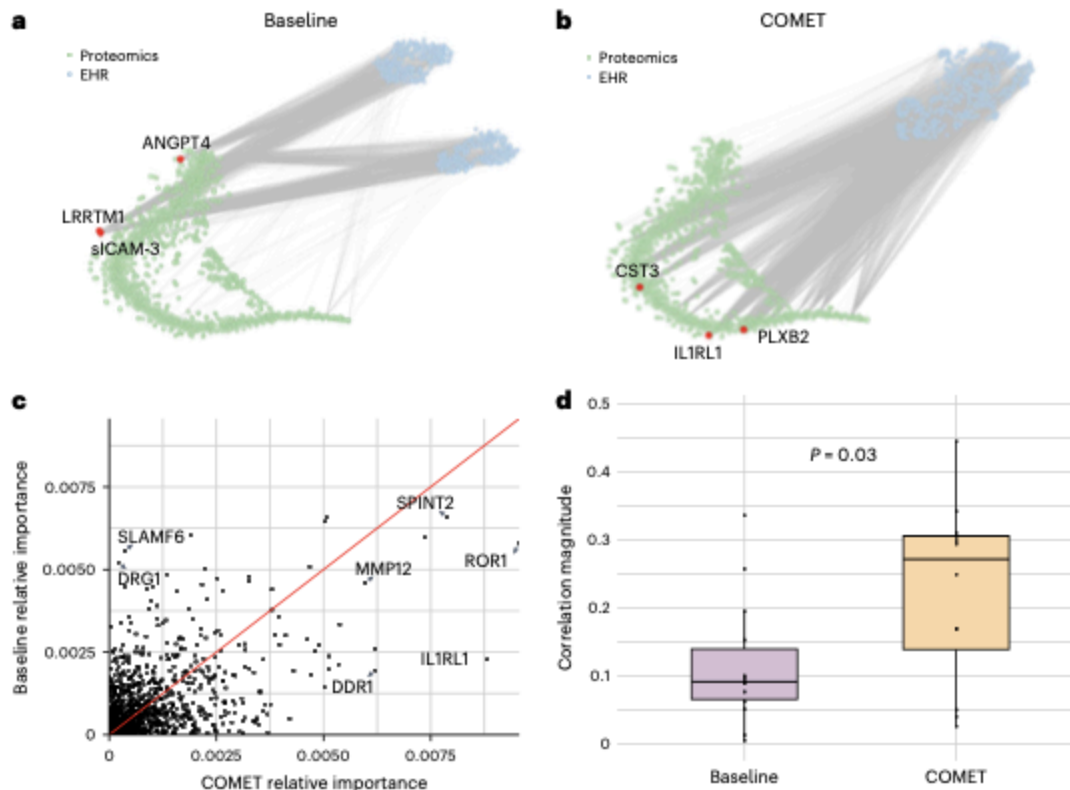 a
Baseline
Proteomics
EHR
ANGPT4
LRRTM1
sICAM-3
b
COMET
Proteomics
EHR
CST3
IL1RL1
PLXB2
c
Baseline relative importance
0.0075
0.0050
0.0025
0
SLAMF6
DRG1
SPINT2
ROR1
MMP12
IL1RL1
DDR1
0 0.0025 0.0050 0.0075
COMET relative importance
d
Correlation magnitude
0.5
0.4
0.3
0.2
0.1
0
P = 0.03
Baseline COMET